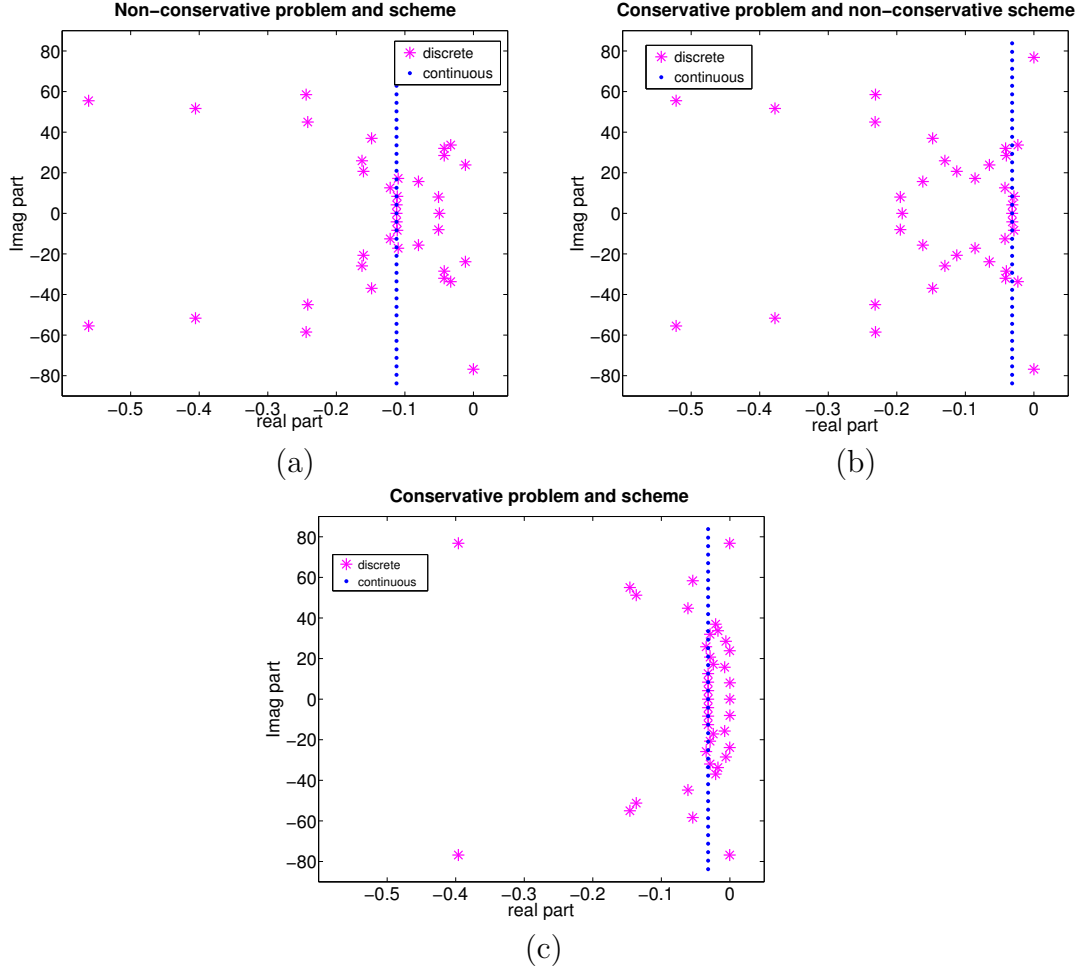 Non−conservative problem and scheme
80
60
40
20
0
−20
−40
−60
−80
Imag part
discrete
continuous
−0.5
−0.4
−0.3
−0.2
−0.1
0
real part
(a)
Conservative problem and non−conservative scheme
80
60
40
20
0
−20
−40
−60
−80
Imag part
discrete
continuous
−0.5
−0.4
−0.3
−0.2
−0.1
0
real part
(b)
Conservative problem and scheme
80
60
40
20
0
−20
−40
−60
−80
Imag part
discrete
continuous
−0.5
−0.4
−0.3
−0.2
−0.1
0
real part
(c)